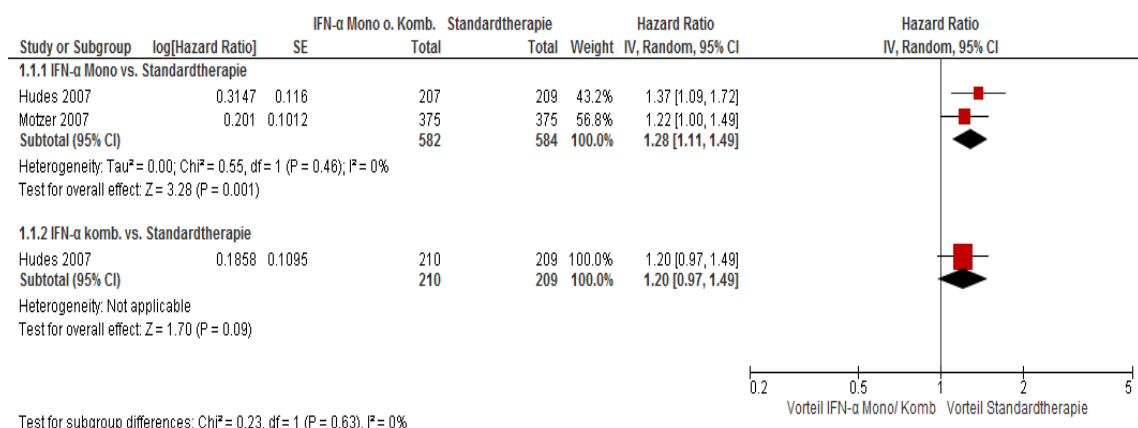 IFN-α Mono o. Komb. Standardtherapie Hazard Ratio Hazard Ratio
Study or Subgroup log[Hazard Ratio] SE Total Total Weight IV, Random, 95% CI IV, Random, 95% CI
1.1.1 IFN-α Mono vs. Standardtherapie
Hudes 2007 0.3147 0.116 207 209 43.2% 1.37 [1.09, 1.72]
Motzer 2007 0.201 0.1012 375 375 56.8% 1.22 [1.00, 1.49]
Subtotal (95% CI) 582 584 100.0% 1.28 [1.11, 1.49]
Heterogeneity: Tau² = 0.00; Chi² = 0.55, df = 1 (P = 0.46); I² = 0%
Test for overall effect: Z = 3.28 (P = 0.001)
1.1.2 IFN-α komb. vs. Standardtherapie
Hudes 2007 0.1858 0.1095 210 209 100.0% 1.20 [0.97, 1.49]
Subtotal (95% CI) 210 209 100.0% 1.20 [0.97, 1.49]
Heterogeneity: Not applicable
Test for overall effect: Z = 1.70 (P = 0.09)
0.2 0.5 1 2 5
Vorteil IFN-α Mono/ Komb Vorteil Standardtherapie
Test for subgroup differences: Chi² = 0.23, df = 1 (P = 0.63), I² = 0%